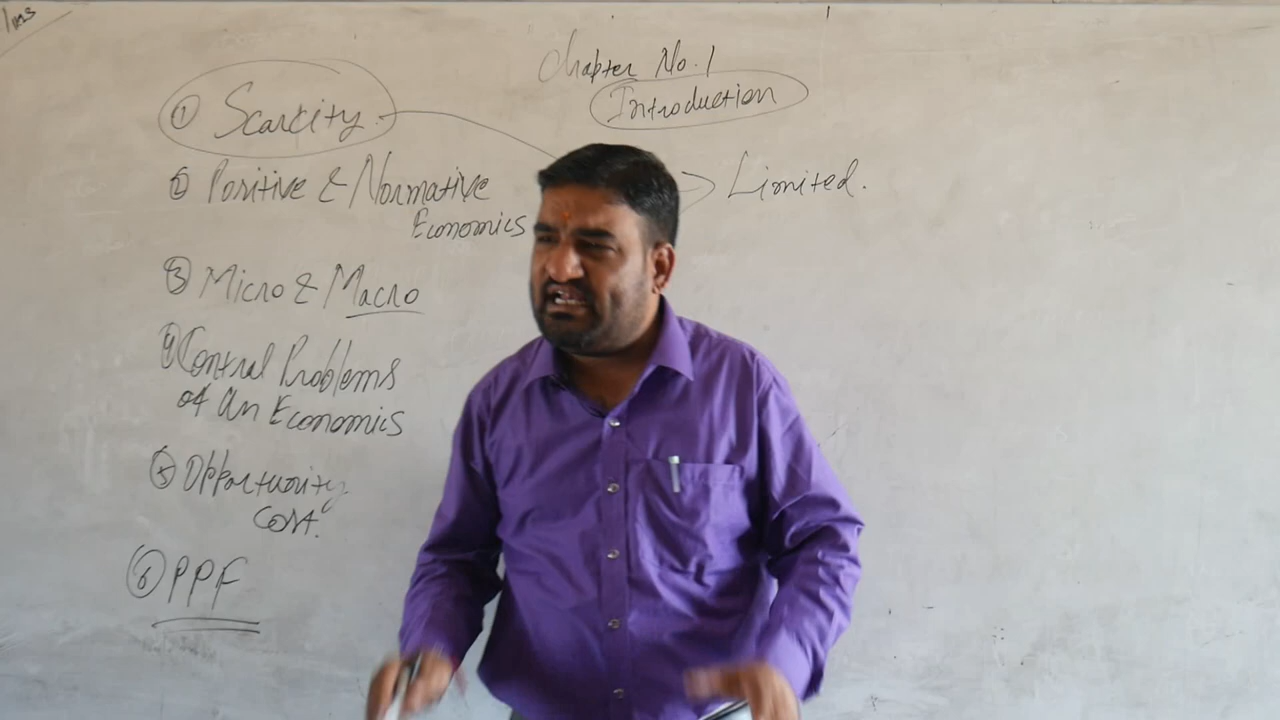 Chapter No. 1
Introduction
① Scarcity
Limited.
② Positive & Normative
Economics
③ Micro & Macro
④ Central Problems
of An Economics
⑤ Opportunity
Cost.
⑥ PPF